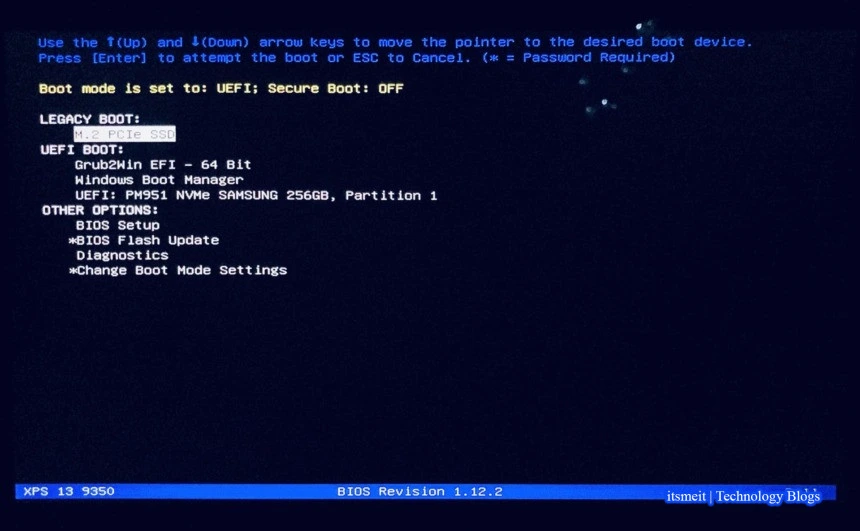 Use the ↑(Up) and ↓(Down) arrow keys to move the pointer to the desired boot device.
Press [Enter] to attempt the boot or ESC to Cancel. (* = Password Required)
Boot mode is set to: UEFI; Secure Boot: OFF
LEGACY BOOT:
M.2 PCIe SSD
UEFI BOOT:
Grub2Win EFI - 64 Bit
Windows Boot Manager
UEFI: PM951 NVMe SAMSUNG 256GB, Partition 1
OTHER OPTIONS:
BIOS Setup
*BIOS Flash Update
Diagnostics
*Change Boot Mode Settings
XPS 13 9350 BIOS Revision 1.12.2
itsmeit | Technology Blogs